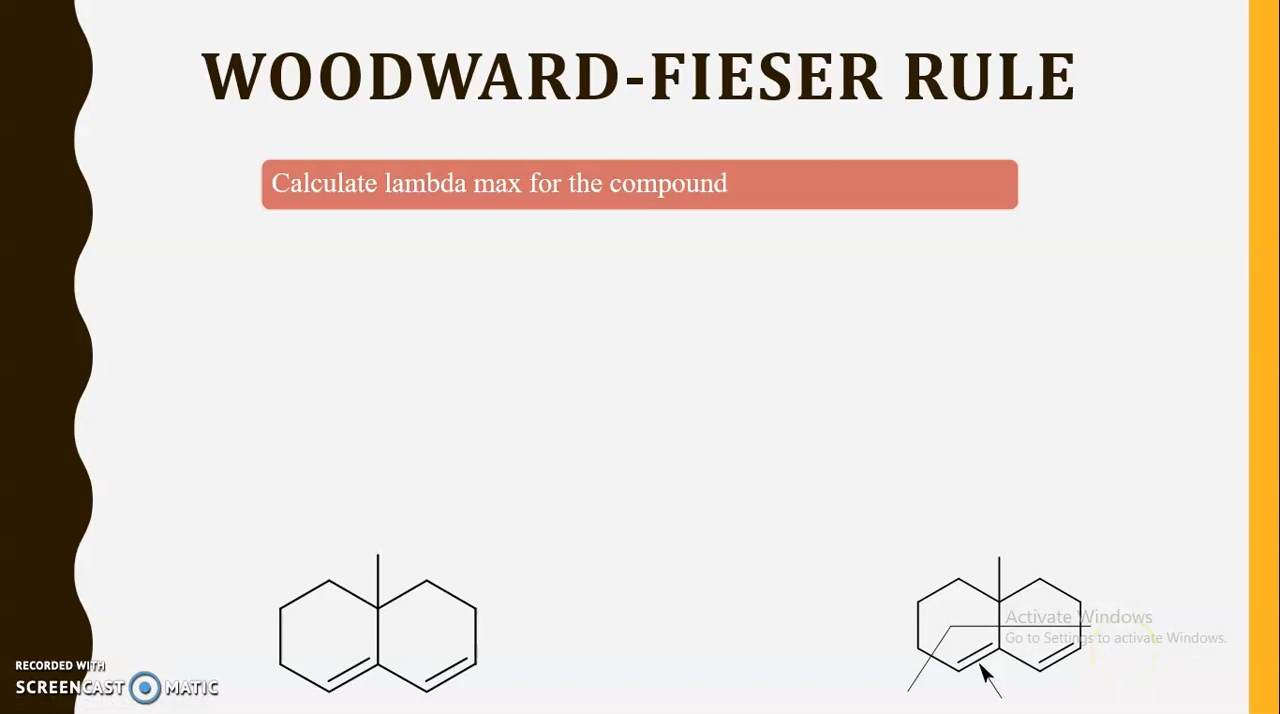 WOODWARD-FIESER RULE
Calculate lambda max for the compound
Activate Windows
Go to Settings to activate Windows.
RECORDED WITH
SCREENCAST MATIC